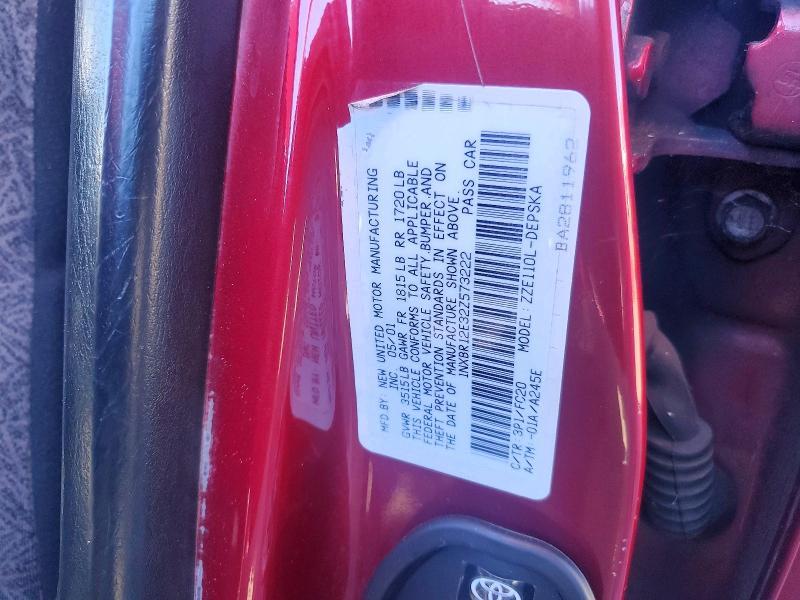 MFD BY: NEW UNITED MOTOR MANUFACTURING
INC. 05/01
GVWR 3515LB GAWR FR 1815LB RR 1720LB
THIS VEHICLE CONFORMS TO ALL APPLICABLE
FEDERAL MOTOR VEHICLE SAFETY,BUMPER,AND
THEFT PREVENTION STANDARDS IN EFFECT ON
THE DATE OF MANUFACTURE SHOWN ABOVE.
1NXBR12E32Z573222 PASS CAR
C/TR 3P1/FC20 MODEL: ZZE110L-DEPSKA
A/TM -01A/A245E
BA2811962